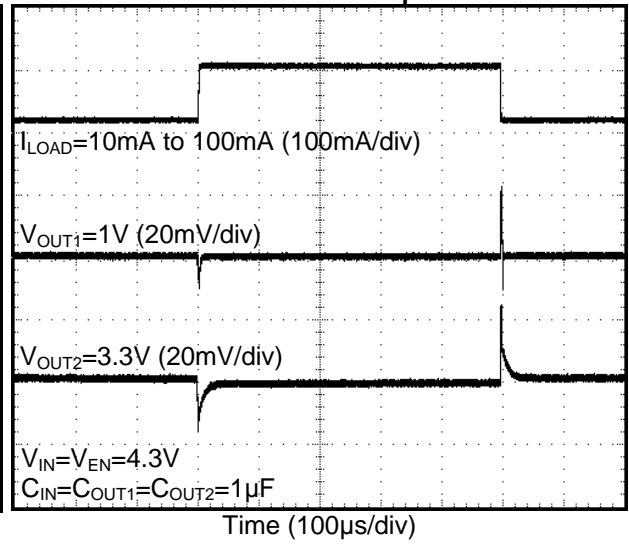 ILOAD=10mA to 100mA (100mA/div)
VOUT1=1V (20mV/div)
VOUT2=3.3V (20mV/div)
VIN=VEN=4.3V
CIN=COUT1=COUT2=1µF
Time (100µs/div)